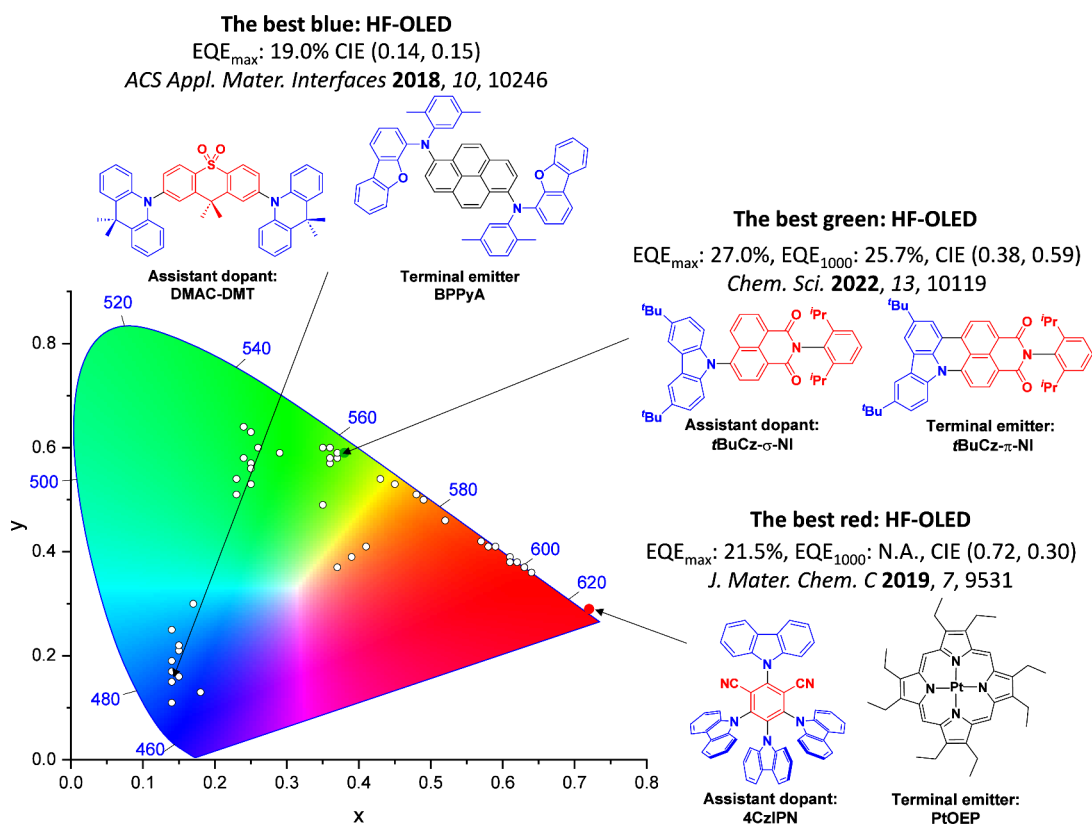 The best blue: HF-OLED
EQEmax: 19.0% CIE (0.14, 0.15)
ACS Appl. Mater. Interfaces 2018, 10, 10246
O O
S
N N
Assistant dopant:
DMAC-DMT
N
O
O
N
Terminal emitter
BPPyA
The best green: HF-OLED
EQEmax: 27.0%, EQE1000: 25.7%, CIE (0.38, 0.59)
Chem. Sci. 2022, 13, 10119
tBu
O iPr
N N
O iPr
tBu
Assistant dopant:
tBuCz-σ-NI
tBu
O iPr
N N
O iPr
tBu
Terminal emitter:
tBuCz-π-NI
The best red: HF-OLED
EQEmax: 21.5%, EQE1000: N.A., CIE (0.72, 0.30)
J. Mater. Chem. C 2019, 7, 9531
N
NC CN
N N
N
Assistant dopant:
4CzIPN
N
N Pt N
N
Terminal emitter:
PtOEP
y
0.8
0.6
0.4
0.2
0.0
0.0 0.1 0.2 0.3 0.4 0.5 0.6 0.7 0.8
x
520
540
560
500
580
600
620
480
460